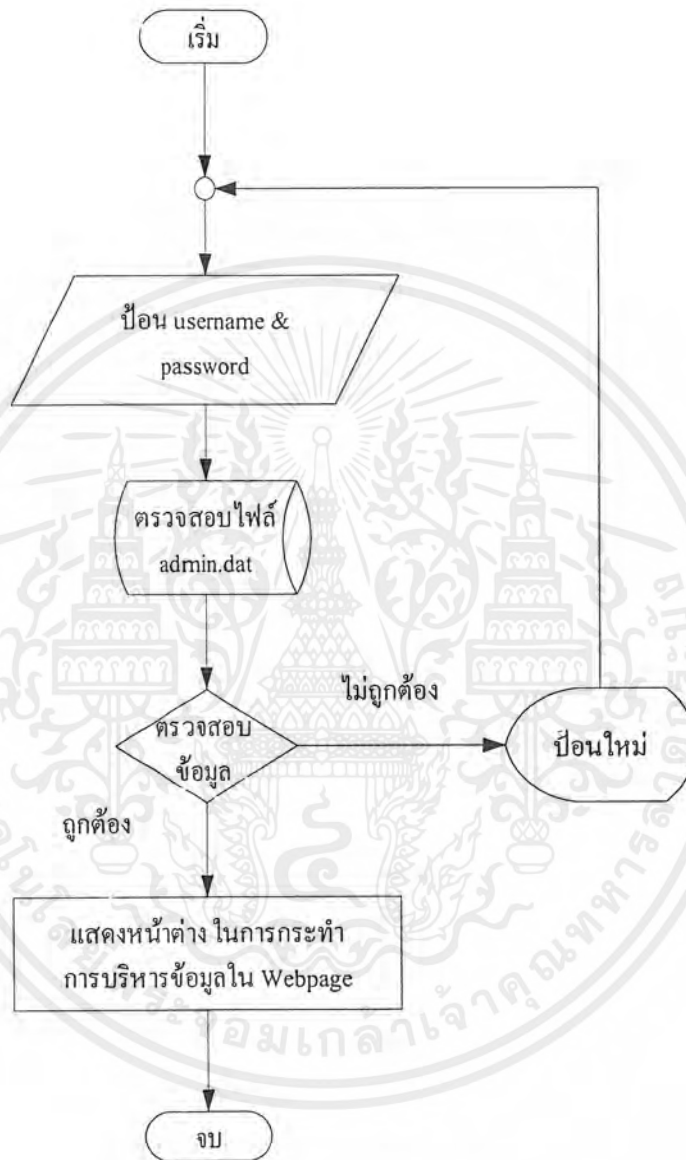 เริ่ม
ป้อน username &
password
ตรวจสอบไฟล์
admin.dat
ตรวจสอบ
ข้อมูล
ไม่ถูกต้อง
ป้อนใหม่
ถูกต้อง
แสดงหน้าต่าง ในการกระทำ
การบริหารข้อมูลใน Webpage
จบ